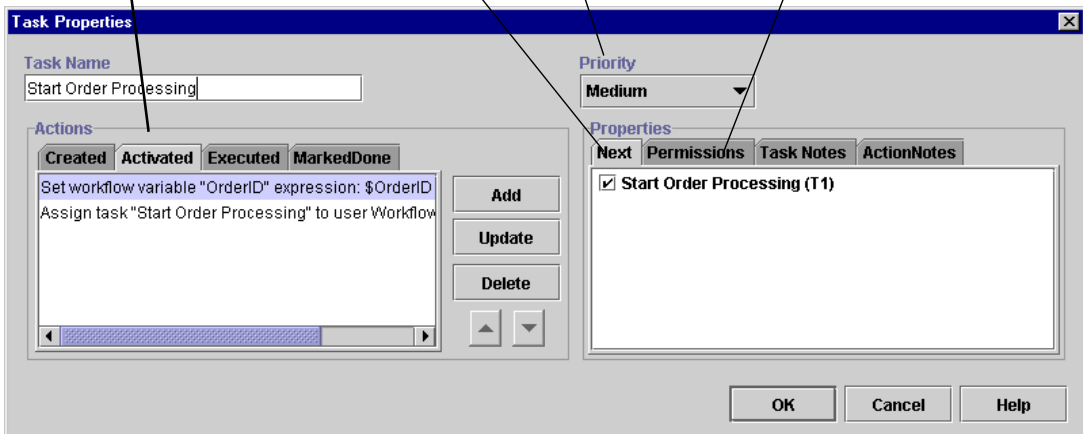 Task Properties
Task Name
Priority
Start Order Processing
Medium
Actions
Properties
Created Activated Executed MarkedDone
Next Permissions Task Notes ActionNotes
Set workflow variable "OrderID" expression: $OrderID
Assign task "Start Order Processing" to user Workflow
Add
Update
Delete
Start Order Processing (T1)
OK Cancel Help